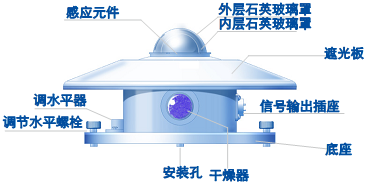 感应元件
外层石英玻璃罩
内层石英玻璃罩
遮光板
调水平器
信号输出插座
调节水平螺栓
底座
安装孔
干燥器